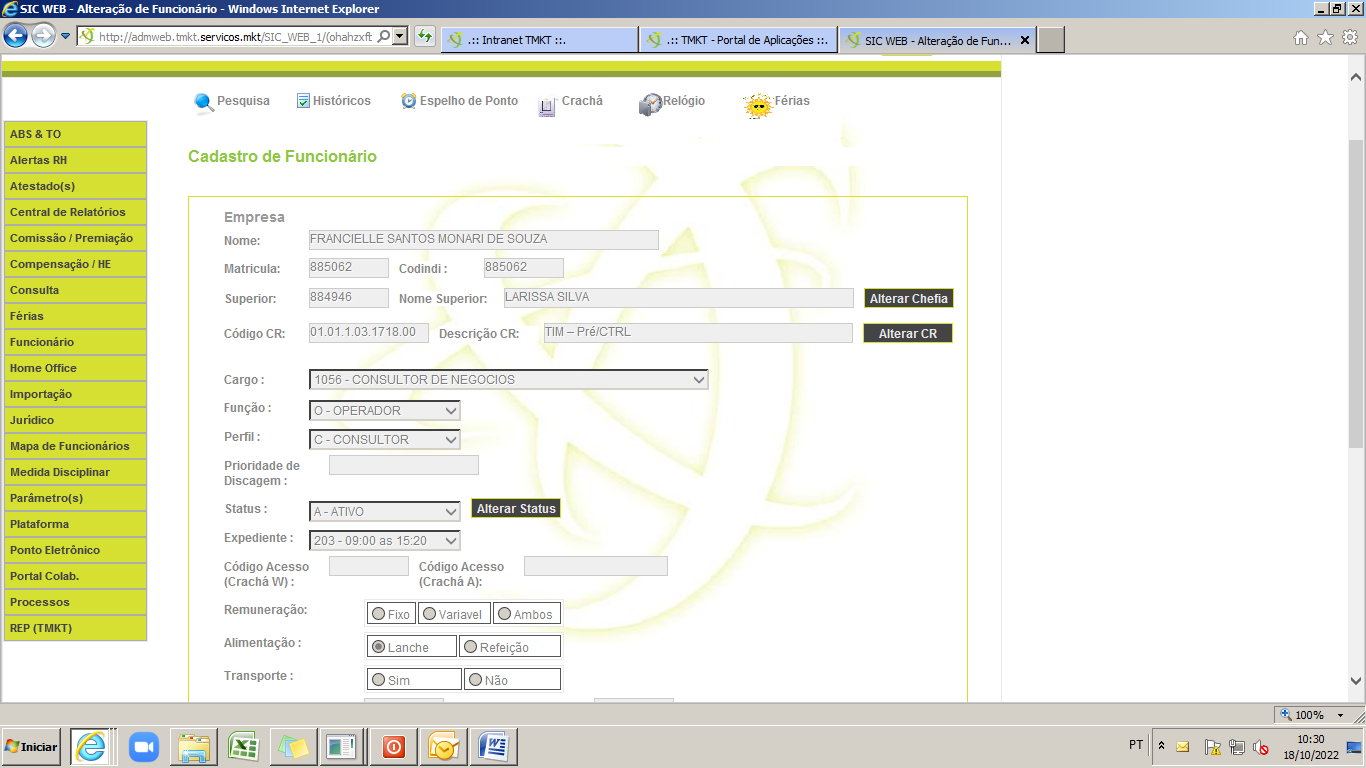 SIC WEB - Alteração de Funcionário - Windows Internet Explorer
http://admweb.tmkt.servicos.mkt/SIC_WEB_1/(ohahzxft
.:: Intranet TMKT ::.
.:: TMKT - Portal de Aplicações ::.
SIC WEB - Alteração de Fun...
Pesquisa
Históricos
Espelho de Ponto
Crachá
Relógio
Férias
ABS & TO
Alertas RH
Atestado(s)
Central de Relatórios
Comissão / Premiação
Compensação / HE
Consulta
Férias
Funcionário
Home Office
Importação
Jurídico
Mapa de Funcionários
Medida Disciplinar
Parâmetro(s)
Plataforma
Ponto Eletrônico
Portal Colab.
Processos
REP (TMKT)
Cadastro de Funcionário
Empresa
Nome: FRANCIELLE SANTOS MONARI DE SOUZA
Matricula: 885062 Codindi : 885062
Superior: 884946 Nome Superior: LARISSA SILVA Alterar Chefia
Código CR: 01.01.1.03.1718.00 Descrição CR: TIM – Pré/CTRL Alterar CR
Cargo : 1056 - CONSULTOR DE NEGOCIOS
Função : O - OPERADOR
Perfil : C - CONSULTOR
Prioridade de
Discagem :
Status : A - ATIVO Alterar Status
Expediente : 203 - 09:00 as 15:20
Código Acesso Código Acesso
(Crachá W) : (Crachá A):
Remuneração: Fixo Variavel Ambos
Alimentação : Lanche Refeição
Transporte : Sim Não
100%
Iniciar
PT
10:30
18/10/2022